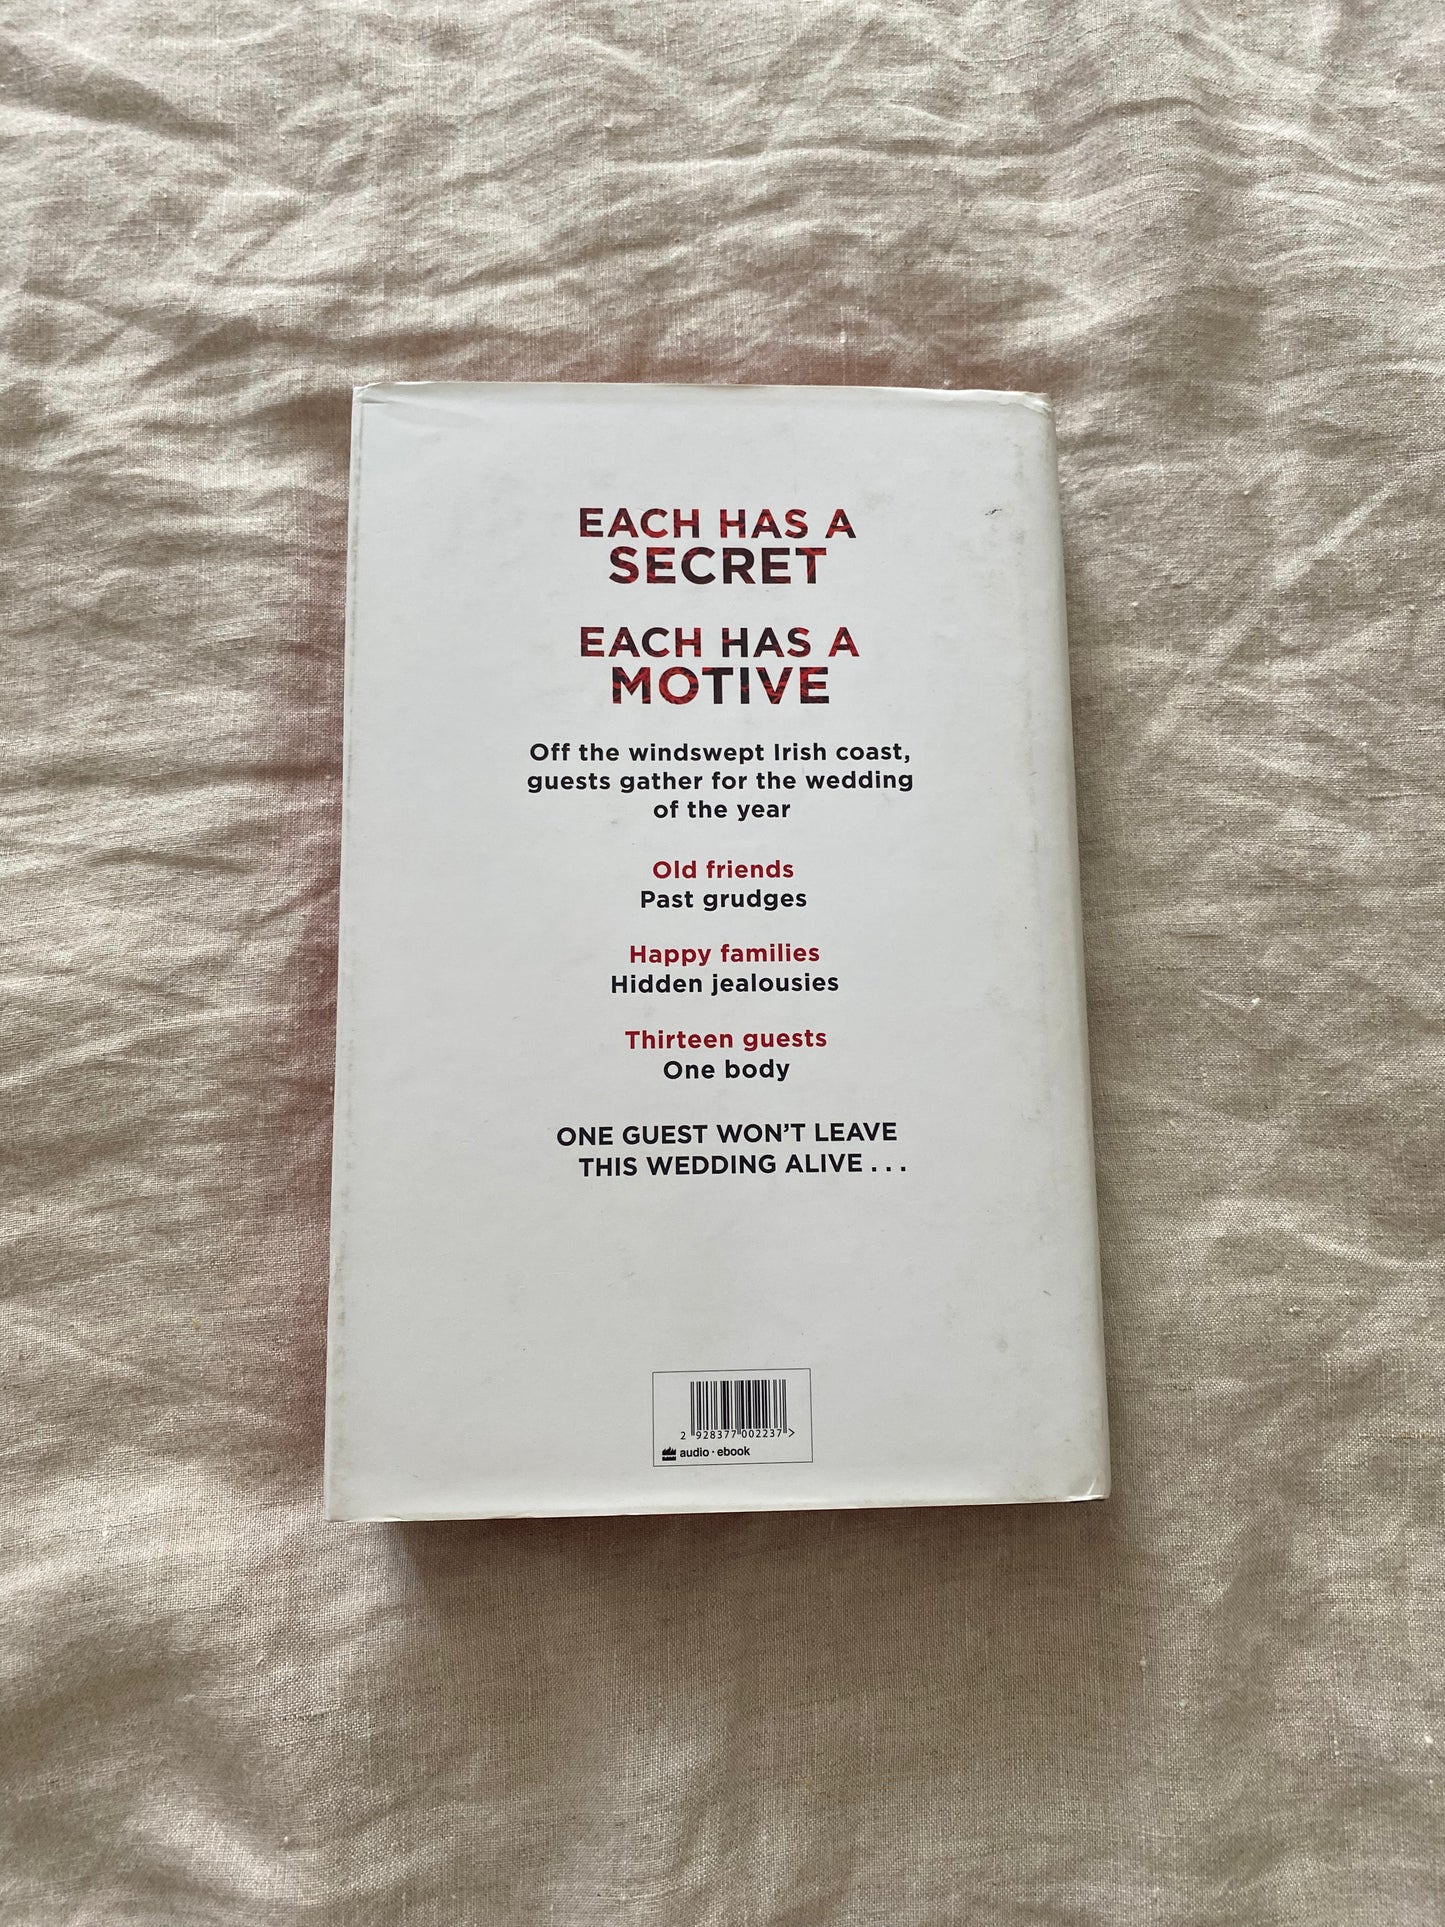 EACH HAS A
SECRET
EACH HAS A
MOTIVE
Off the windswept Irish coast,
guests gather for the wedding
of the year
Old friends
Past grudges
Happy families
Hidden jealousies
Thirteen guests
One body
ONE GUEST WON’T LEAVE
THIS WEDDING ALIVE . . .
2 928377 002237 >
audio · ebook